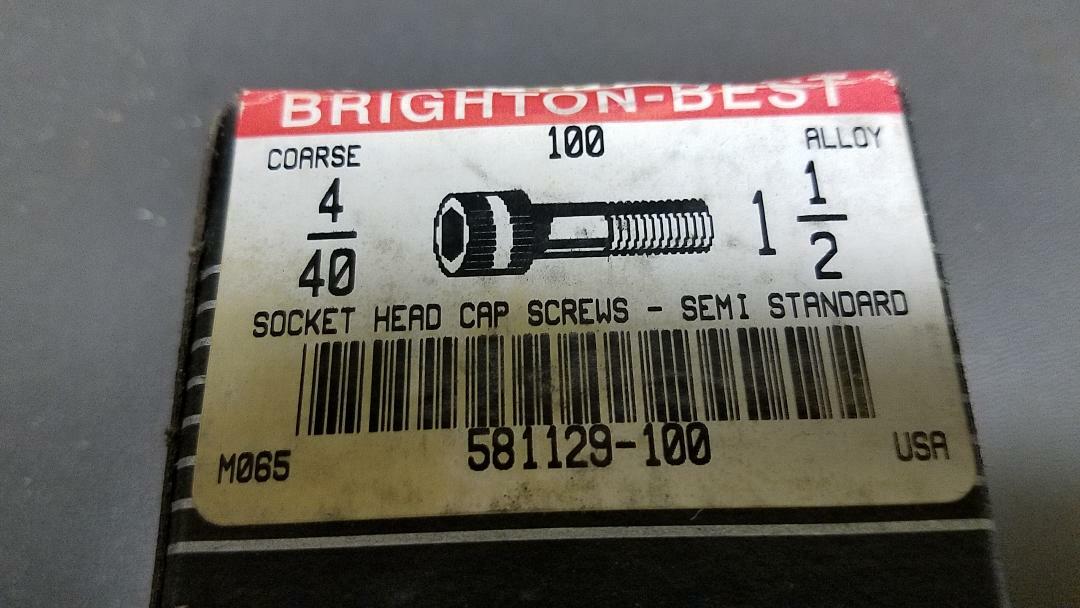 BRIGHTON-BEST
COARSE 100 ALLOY
4/40 1 1/2
SOCKET HEAD CAP SCREWS - SEMI STANDARD
581129-100
M065 USA